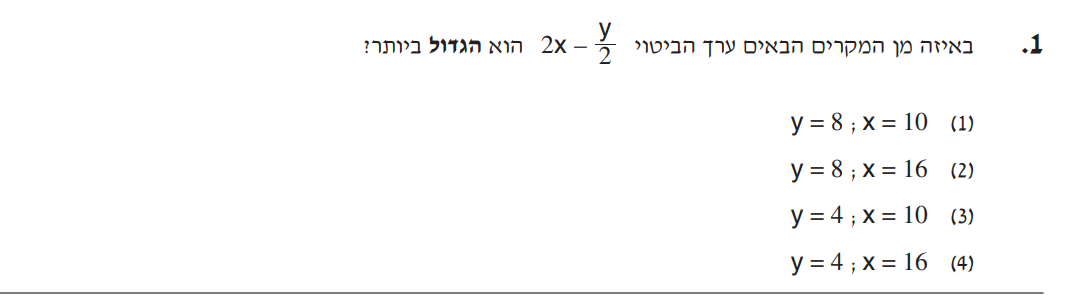 1. באיזה מן המקרים הבאים ערך הביטוי 2x – y/2 הוא הגדול ביותר?
(1) y = 8 ; x = 10
(2) y = 8 ; x = 16
(3) y = 4 ; x = 10
(4) y = 4 ; x = 16